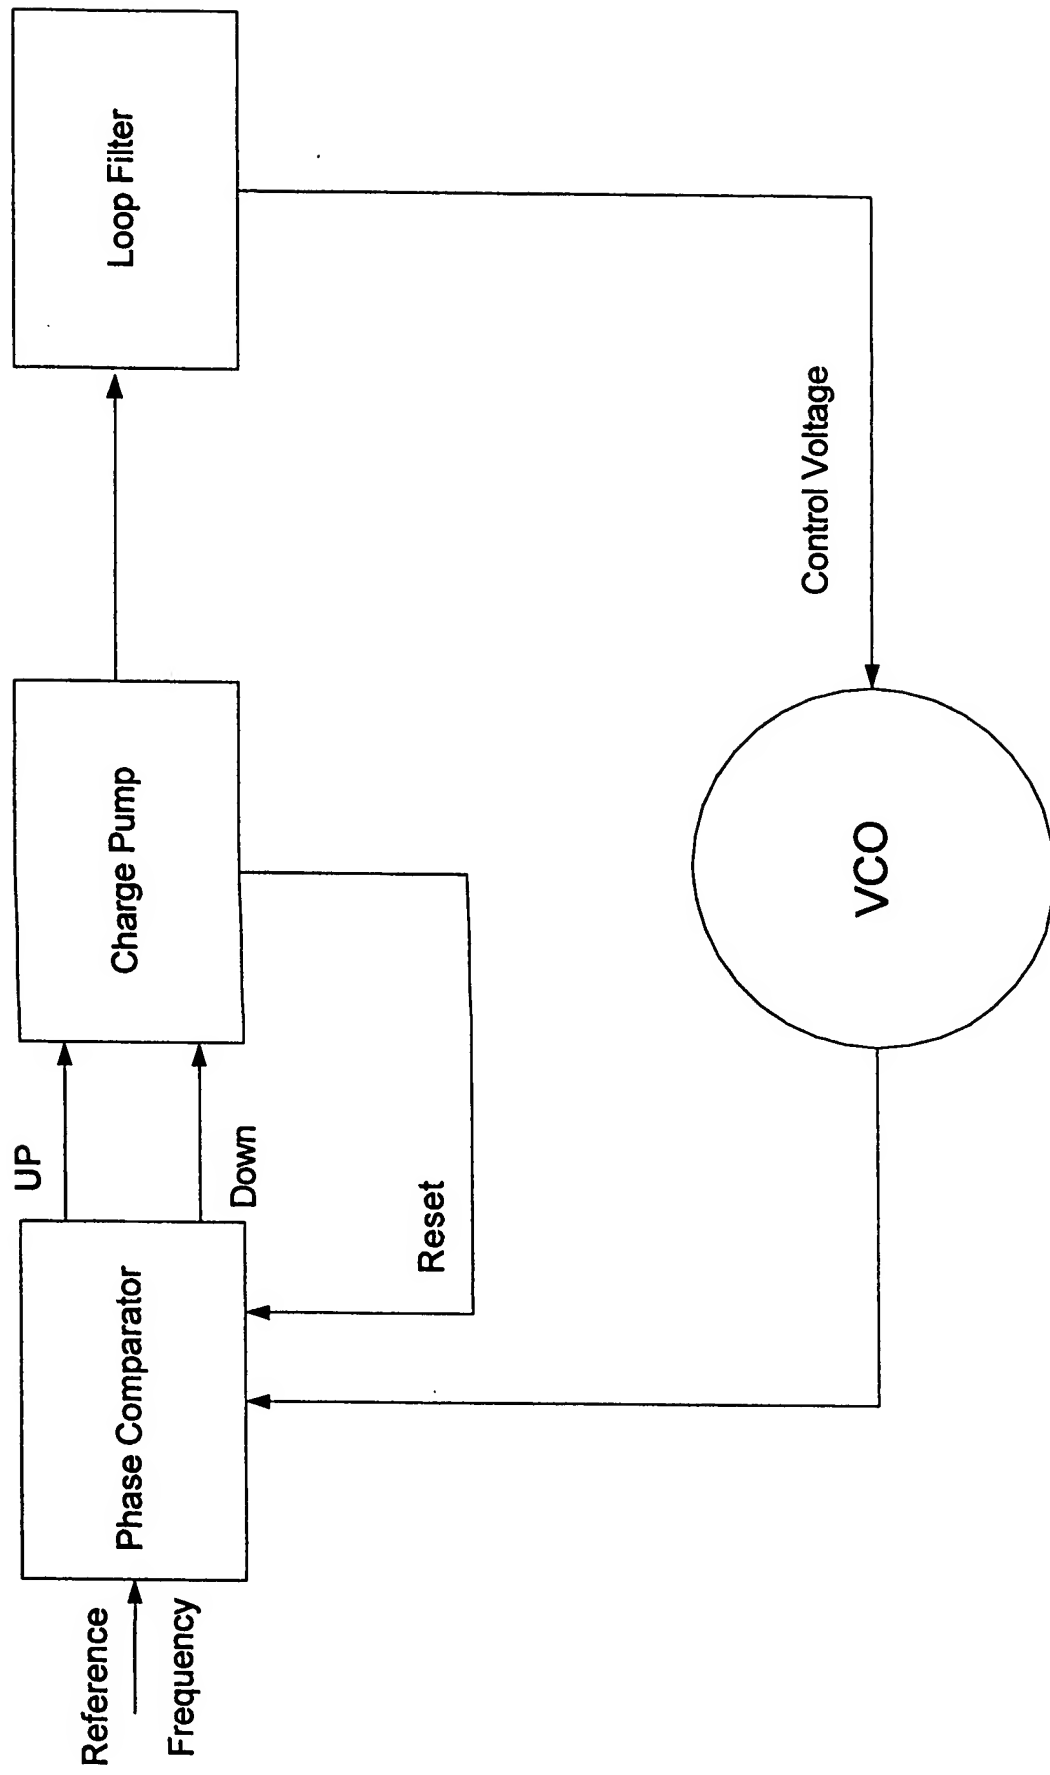 Reference
Frequency
Phase Comparator
UP
Down
Reset
Charge Pump
Loop Filter
Control Voltage
VCO